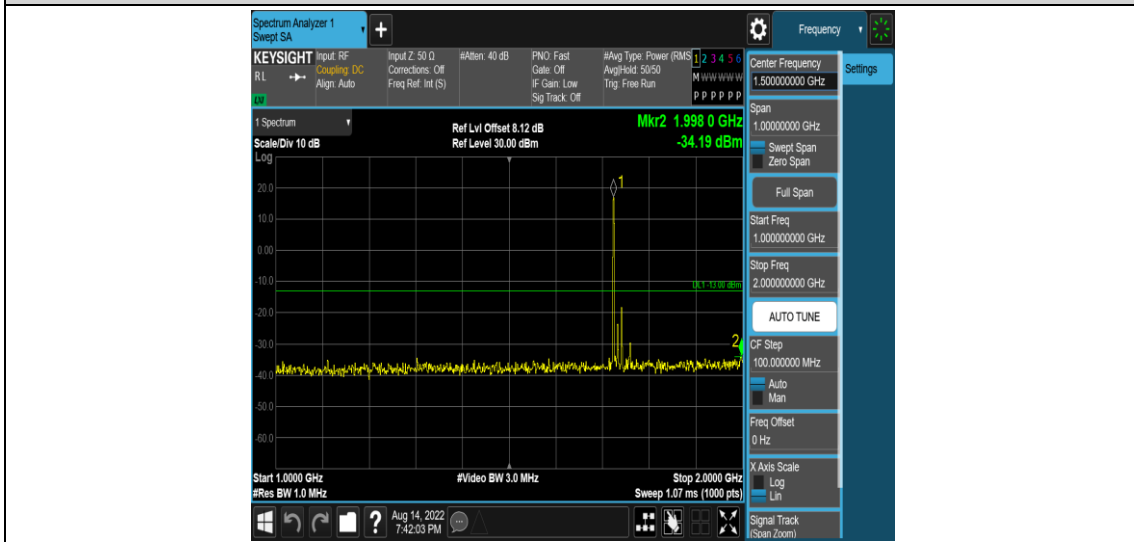 Spectrum Analyzer 1
Swept SA
+
Frequency
KEYSIGHT
RL
Input: RF
Coupling: DC
Align: Auto
Input Z: 50 Ω
Corrections: Off
Freq Ref: Int (S)
#Atten: 40 dB
PNO: Fast
Gate: Off
IF Gain: Low
Sig Track: Off
#Avg Type: Power (RMS
Avg|Hold: 50/50
Trig: Free Run
1 2 3 4 5 6
M W W W W W
P P P P P P
1 Spectrum
Scale/Div 10 dB
Log
Ref Lvl Offset 8.12 dB
Ref Level 30.00 dBm
Mkr2 1.998 0 GHz
-34.19 dBm
1
20.0
10.0
0.00
-10.0
DL1 -13.00 dBm
-20.0
-30.0
2
-40.0
-50.0
-60.0
Start 1.0000 GHz
#Res BW 1.0 MHz
#Video BW 3.0 MHz
Stop 2.0000 GHz
Sweep 1.07 ms (1000 pts)
Center Frequency
1.500000000 GHz
Settings
Span
1.00000000 GHz
Swept Span
Zero Span
Full Span
Start Freq
1.000000000 GHz
Stop Freq
2.000000000 GHz
AUTO TUNE
CF Step
100.000000 MHz
Auto
Man
Freq Offset
0 Hz
X Axis Scale
Log
Lin
Signal Track
(Span Zoom)
?
Aug 14, 2022
7:42:03 PM